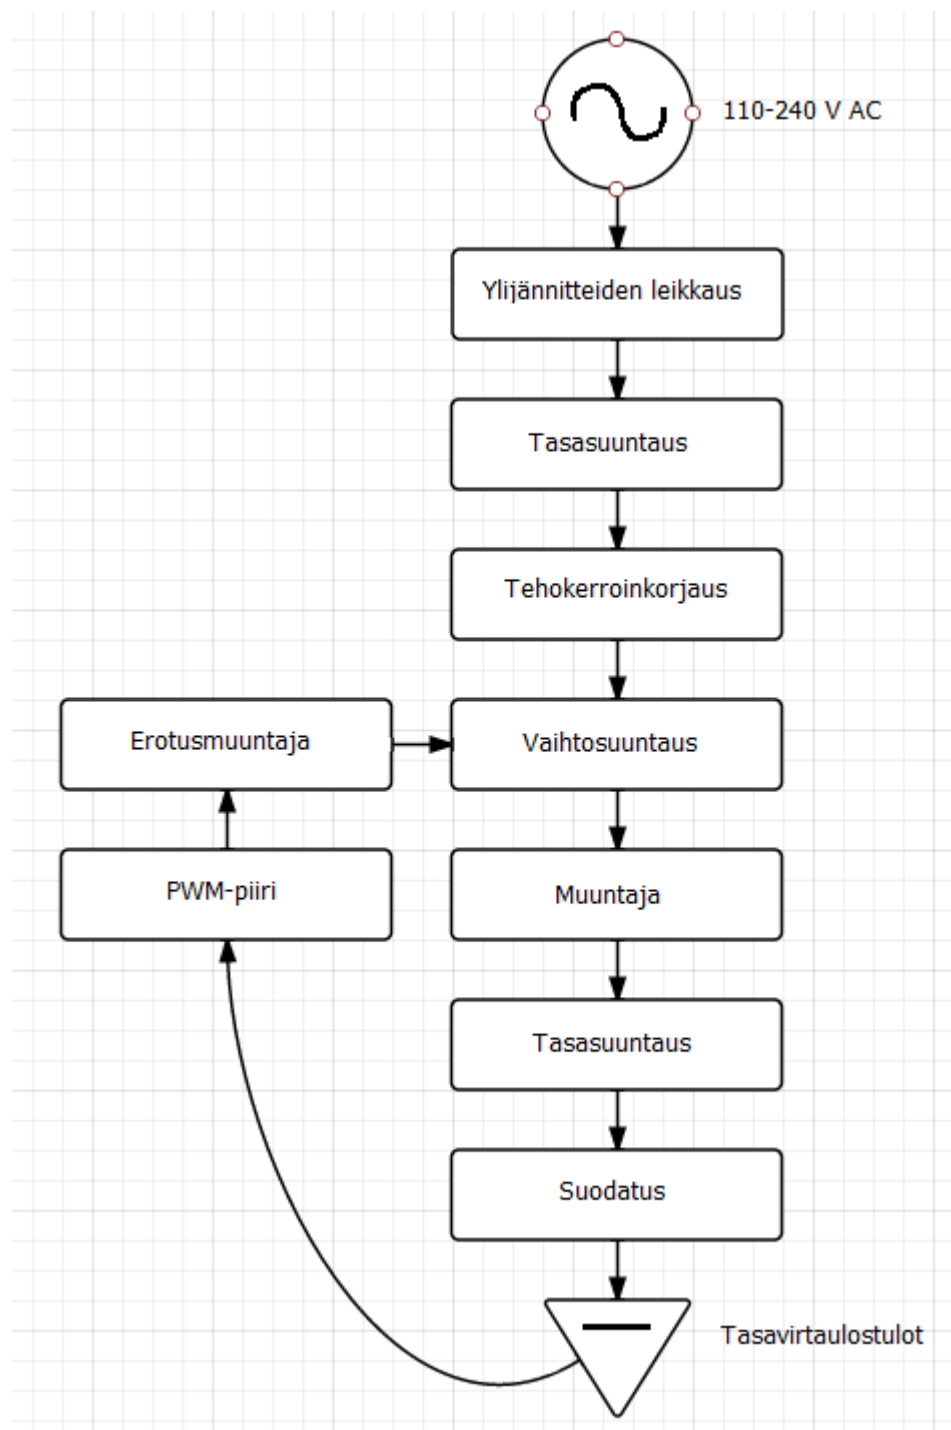 110-240 V AC
Ylijännitteiden leikkaus
Tasasuuntaus
Tehokerroinkorjaus
Erotusmuuntaja
Vaihtosuuntaus
PWM-piiri
Muuntaja
Tasasuuntaus
Suodatus
Tasavirtaulostulot